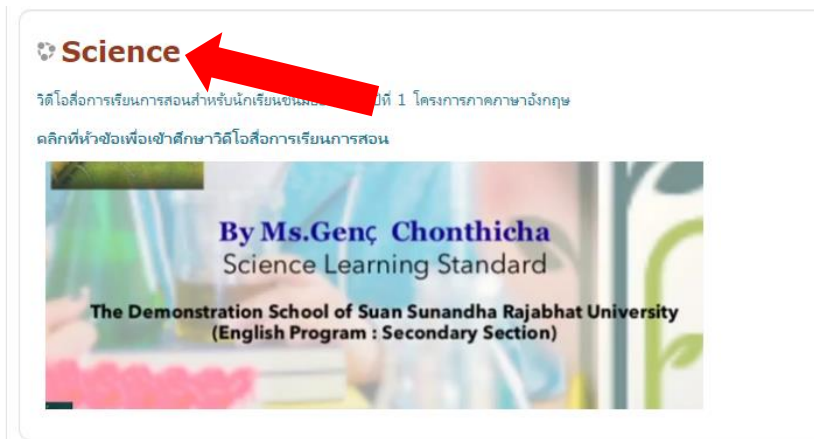 Science
วิดีโอสื่อการเรียนการสอนสำหรับนักเรียนชั้นมัธยม ปีที่ 1 โครงการภาคภาษาอังกฤษ
คลิกที่หัวข้อเพื่อเข้าศึกษาวิดีโอสื่อการเรียนการสอน
By Ms.Genç Chonthicha
Science Learning Standard
The Demonstration School of Suan Sunandha Rajabhat University
(English Program : Secondary Section)